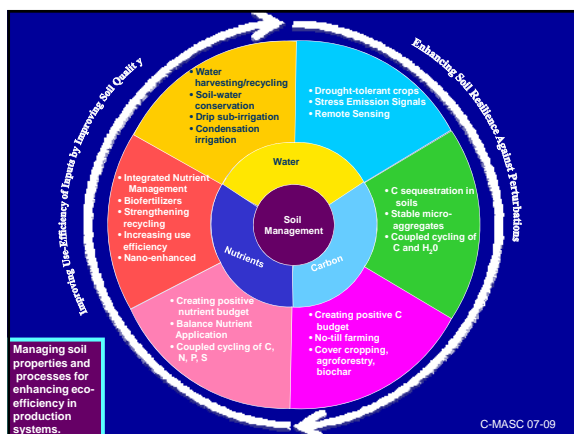 Improving Use-Efficiency of Inputs by Improving Soil Quality
Enhancing Soil Resilience Against Perturbations
• Water
harvesting/recycling
• Soil-water
conservation
• Drip sub-irrigation
• Condensation
irrigation
• Drought-tolerant crops
• Stress Emission Signals
• Remote Sensing
Water
• Integrated Nutrient
Management
• Biofertilizers
• Strengthening
recycling
• Increasing use
efficiency
• Nano-enhanced
Soil
Management
Nutrients
Carbon
• C sequestration in
soils
• Stable micro-
aggregates
• Coupled cycling of
C and H₂0
• Creating positive
nutrient budget
• Balance Nutrient
Application
• Coupled cycling of C,
N, P, S
• Creating positive C
budget
• No-till farming
• Cover cropping,
agroforestry,
biochar
Managing soil
properties and
processes for
enhancing eco-
efficiency in
production
systems.
C-MASC 07-09